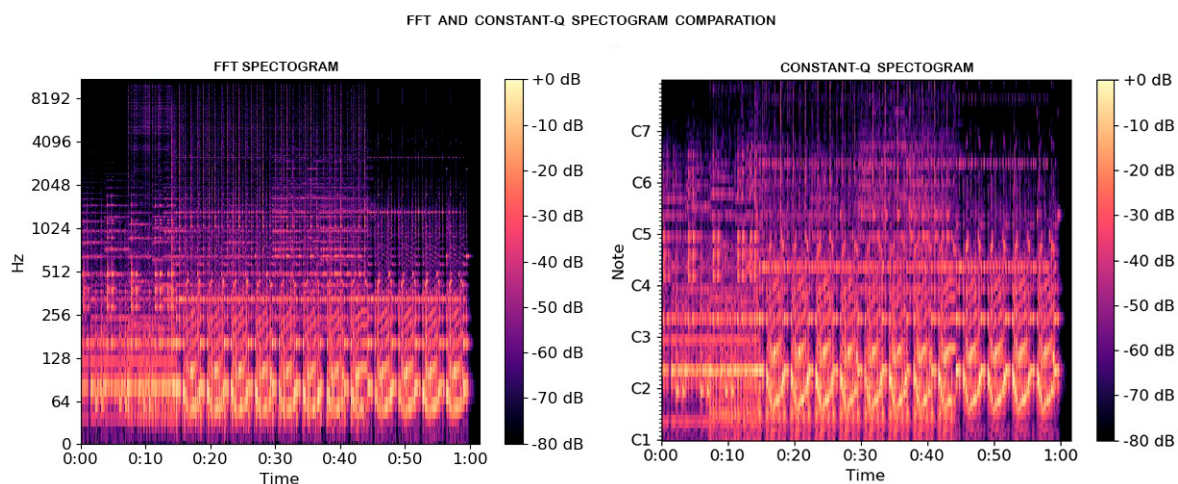 FFT AND CONSTANT-Q SPECTOGRAM COMPARATION
FFT SPECTOGRAM
Hz
8192
4096
2048
1024
512
256
128
64
0
0:00 0:10 0:20 0:30 0:40 0:50 1:00
Time
+0 dB
-10 dB
-20 dB
-30 dB
-40 dB
-50 dB
-60 dB
-70 dB
-80 dB
CONSTANT-Q SPECTOGRAM
Note
C7
C6
C5
C4
C3
C2
C1
0:00 0:10 0:20 0:30 0:40 0:50 1:00
Time
+0 dB
-10 dB
-20 dB
-30 dB
-40 dB
-50 dB
-60 dB
-70 dB
-80 dB